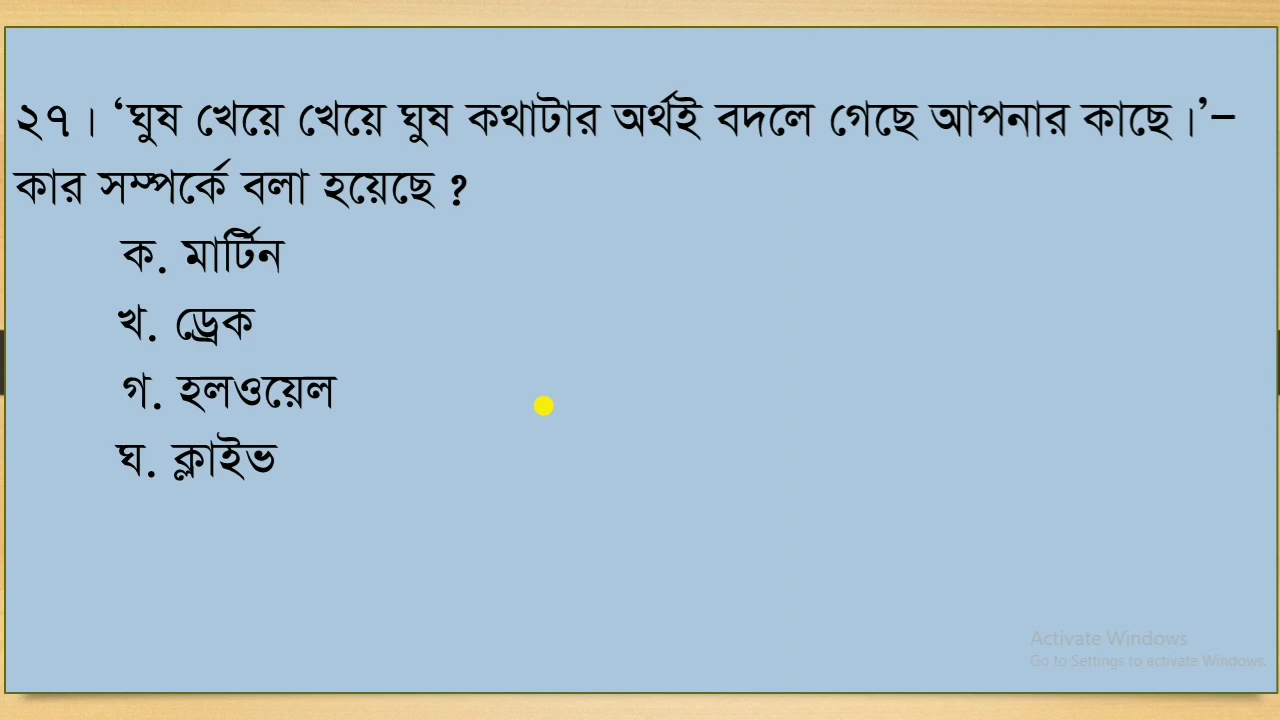 ২৭। ‘ঘুষ খেয়ে খেয়ে ঘুষ কথাটার অর্থই বদলে গেছে আপনার কাছে।’–
কার সম্পর্কে বলা হয়েছে ?
ক. মার্টিন
খ. ড্রেক
গ. হলওয়েল
ঘ. ক্লাইভ
Activate Windows
Go to Settings to activate Windows.